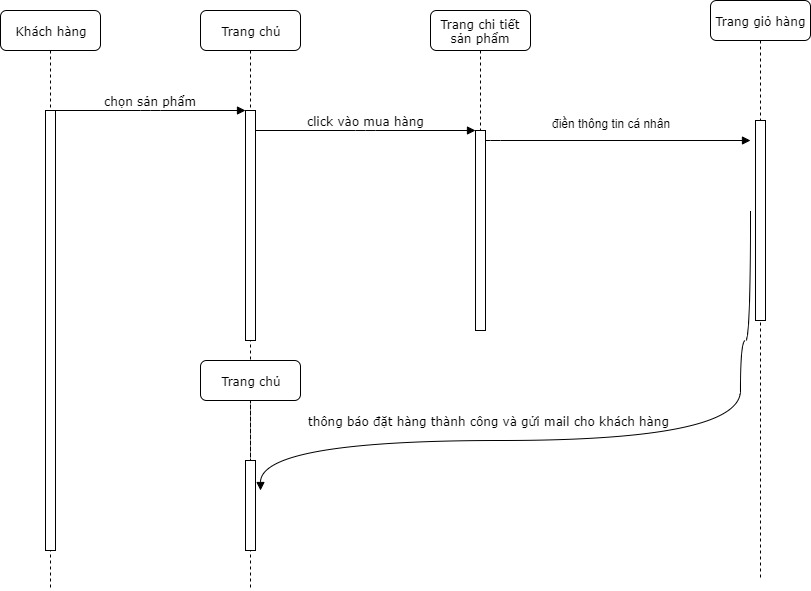 Khách hàng
Trang chủ
Trang chi tiết
sản phẩm
Trang giỏ hàng
chọn sản phẩm
click vào mua hàng
điền thông tin cá nhân
Trang chủ
thông báo đặt hàng thành công và gửi mail cho khách hàng